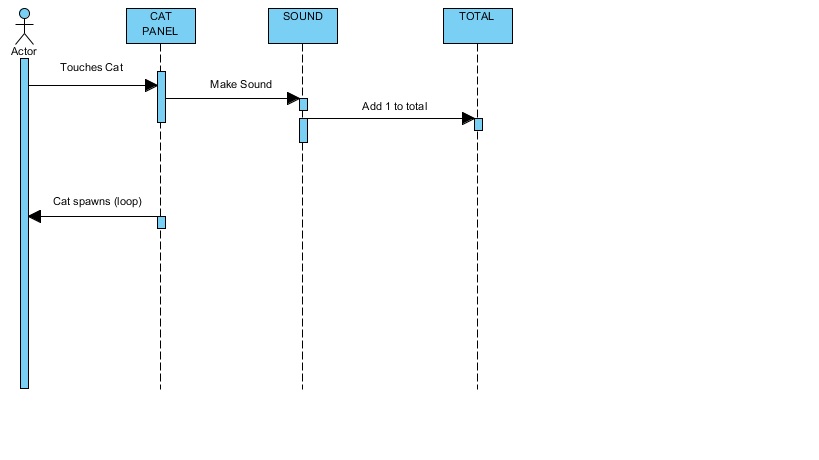 CAT
PANEL
SOUND
TOTAL
Actor
Touches Cat
Make Sound
Add 1 to total
Cat spawns (loop)